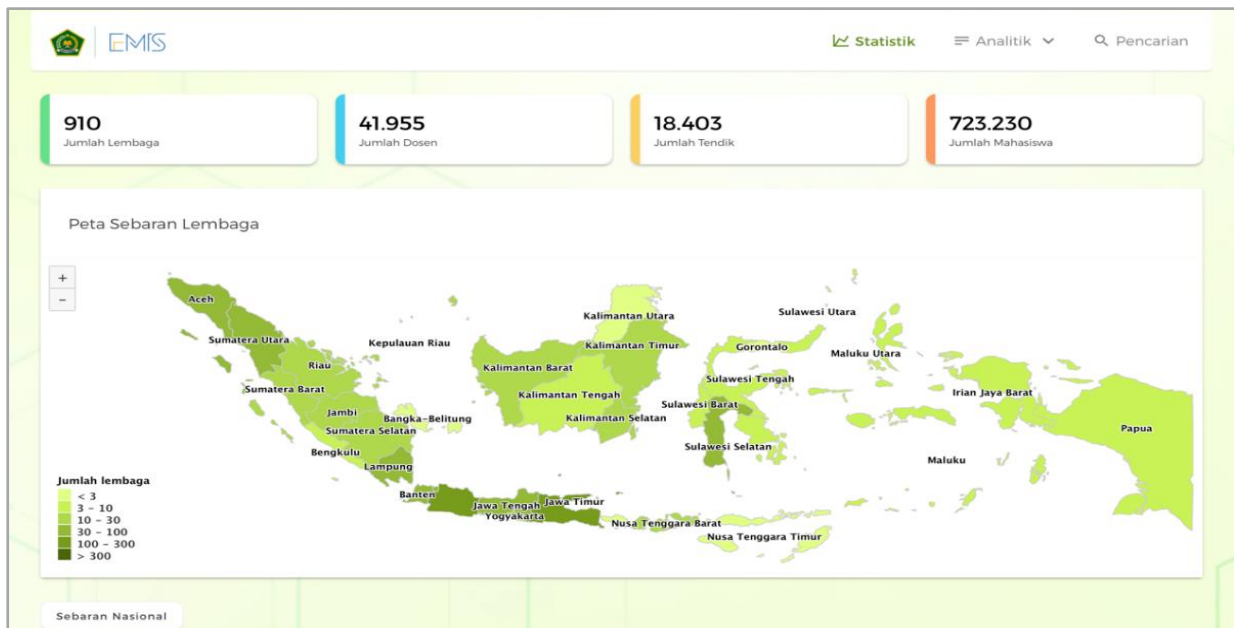 EMIS
Statistik
Analitik
Pencarian
910
Jumlah Lembaga
41.955
Jumlah Dosen
18.403
Jumlah Tendik
723.230
Jumlah Mahasiswa
Peta Sebaran Lembaga
+
−
Aceh
Sumatera Utara
Riau
Kepulauan Riau
Sumatera Barat
Jambi
Bangka-Belitung
Sumatera Selatan
Bengkulu
Lampung
Kalimantan Utara
Kalimantan Timur
Kalimantan Barat
Kalimantan Tengah
Kalimantan Selatan
Sulawesi Utara
Gorontalo
Maluku Utara
Sulawesi Tengah
Sulawesi Barat
Sulawesi Selatan
Irian Jaya Barat
Papua
Maluku
Banten
Jawa Tengah
Jawa Timur
Yogyakarta
Nusa Tenggara Barat
Nusa Tenggara Timur
Jumlah lembaga
< 3
3 - 10
10 - 30
30 - 100
100 - 300
> 300
Sebaran Nasional